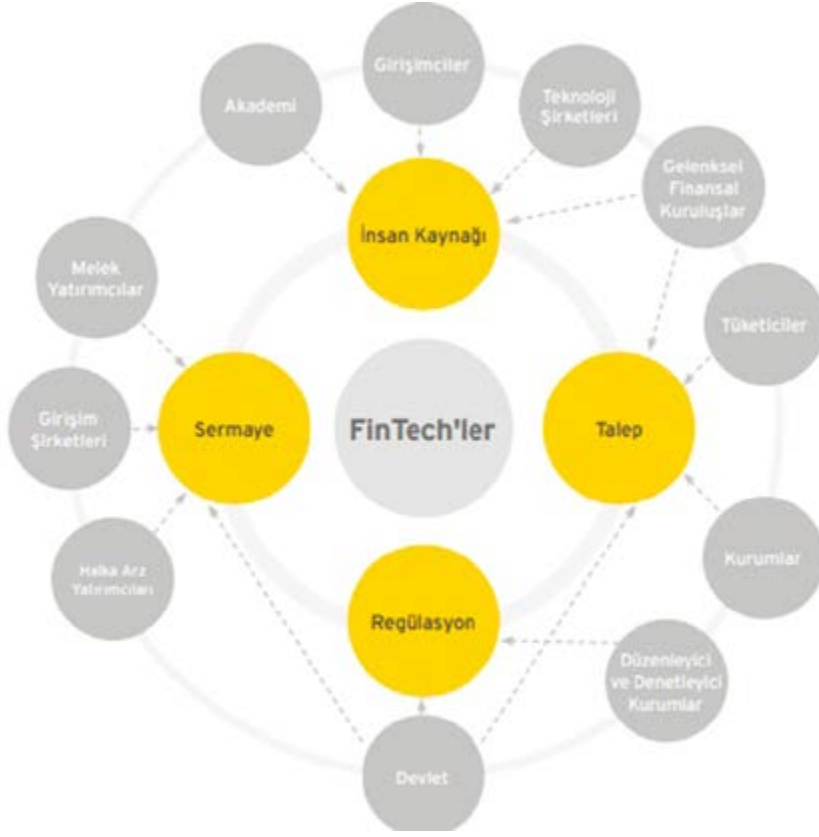 Girişimciler
Akademi
Teknoloji
Şirketleri
Gelenksel
Finansal
Kuruluşlar
İnsan Kaynağı
Melek
Yatırımcılar
Tüketiciler
Girişim
Şirketleri
Sermaye
FinTech'ler
Talep
Halka Arz
Yatırımcıları
Kurumlar
Regülasyon
Düzenleyici
ve Denetleyici
Kurumlar
Devlet